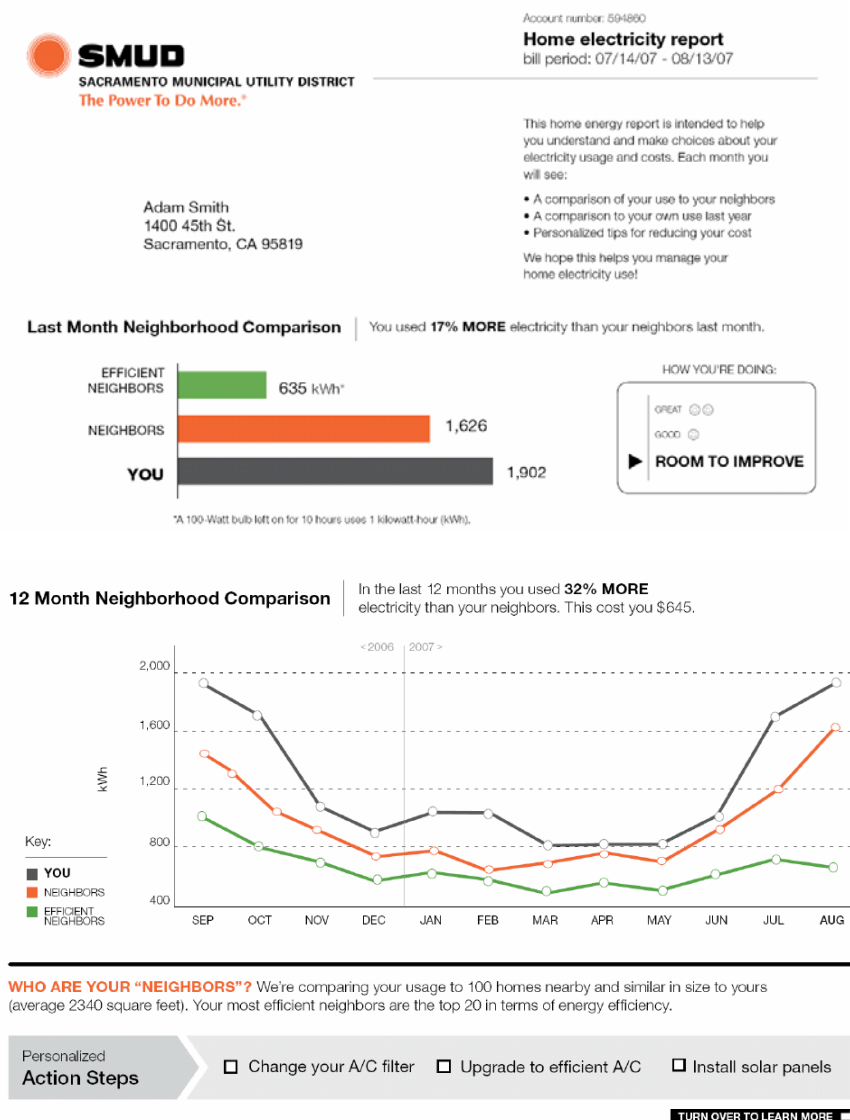 Account number: 594860
Home electricity report
bill period: 07/14/07 - 08/13/07
SMUD
SACRAMENTO MUNICIPAL UTILITY DISTRICT
The Power To Do More.*
This home energy report is intended to help
you understand and make choices about your
electricity usage and costs. Each month you
will see:
• A comparison of your use to your neighbors
• A comparison to your own use last year
• Personalized tips for reducing your cost
We hope this helps you manage your
home electricity use!
Adam Smith
1400 45th St.
Sacramento, CA 95819
Last Month Neighborhood Comparison
You used 17% MORE electricity than your neighbors last month.
EFFICIENT
NEIGHBORS
635 kWh*
NEIGHBORS
1,626
YOU
1,902
*A 100-Watt bulb left on for 10 hours uses 1 kilowatt-hour (kWh).
HOW YOU'RE DOING:
GREAT
GOOD
ROOM TO IMPROVE
12 Month Neighborhood Comparison
In the last 12 months you used 32% MORE
electricity than your neighbors. This cost you $645.
<2006 2007>
2,000
1,600
1,200
800
400
kWh
Key:
YOU
NEIGHBORS
EFFICIENT
NEIGHBORS
SEP OCT NOV DEC JAN FEB MAR APR MAY JUN JUL AUG
WHO ARE YOUR “NEIGHBORS”? We're comparing your usage to 100 homes nearby and similar in size to yours
(average 2340 square feet). Your most efficient neighbors are the top 20 in terms of energy efficiency.
Personalized
Action Steps
Change your A/C filter
Upgrade to efficient A/C
Install solar panels
TURN OVER TO LEARN MORE